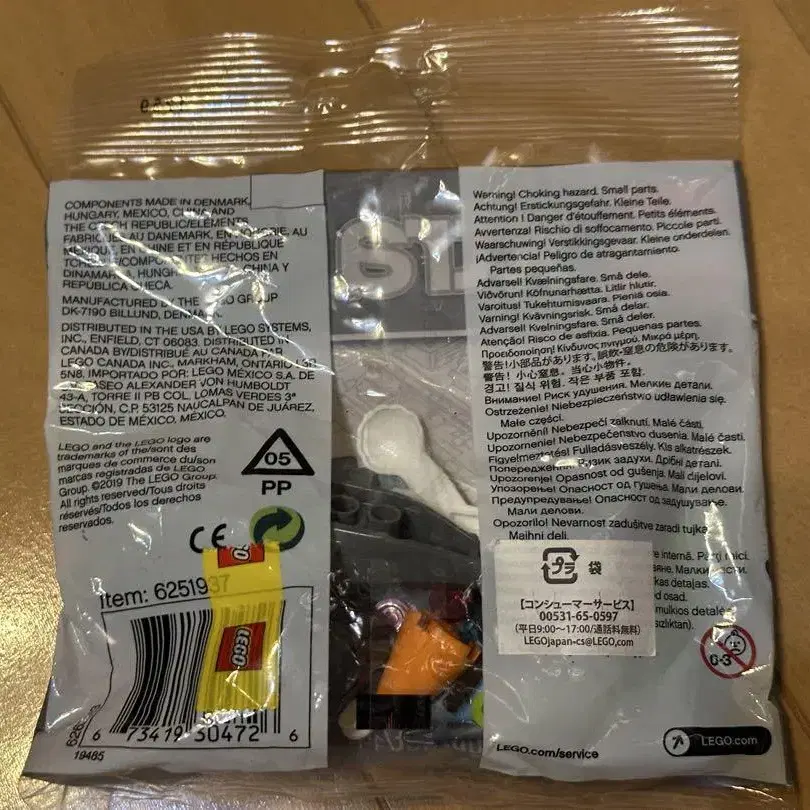 COMPONENTS MADE IN DENMARK,
HUNGARY, MEXICO, CHINA AND
THE CZECH REPUBLIC/ELEMENTS
FABRIQUÉS AU DANEMARK, EN HONGRIE, AU
MEXIQUE, EN CHINE ET EN RÉPUBLIQUE
HECHOS EN
DINAMARCA, CHINA Y
REPÚBLICA CHECA.
MANUFACTURED BY THE LEGO GROUP
DK-7190 BILLUND, DENMARK.
DISTRIBUTED IN THE USA BY LEGO SYSTEMS,
INC., ENFIELD, CT 06083. DISTRIBUTED IN
CANADA BY/DISTRIBUÉ AU CANADA PAR
LEGO CANADA INC., MARKHAM, ONTARIO L3R
5N8. IMPORTADO POR: LEGO MÉXICO S.A. DE
PASEO ALEXANDER VON HUMBOLDT
43-A, TORRE II PB COL. LOMAS VERDES 3ª
SECCIÓN, C.P. 53125 NAUCALPAN DE JUÁREZ,
ESTADO DE MÉXICO, MÉXICO.
LEGO and the LEGO logo are
trademarks of the/sont des
marques de commerce du/son
marcas registradas de LEGO
Group. ©2019 The LEGO Group.
All rights reserved/Tous droits
réservés/Todos los derechos
reservados.
05
PP
CE
Item: 6251937
LEGO
6 73419 30472 6
19485
ST
Warning! Choking hazard. Small parts.
Achtung! Erstickungsgefahr. Kleine Teile.
Attention ! Danger d'étouffement. Petits éléments.
Avvertenza! Rischio di soffocamento. Piccole parti.
Waarschuwing! Verstikkingsgevaar. Kleine onderdelen.
¡Advertencia! Peligro de atragantamiento.
Partes pequeñas.
Advarsel! Kvælningsfare. Små dele.
Viðvörun! Köfnunarhætta. Litlir hlutir.
Varoitus! Tukehtumisvaara. Pieniä osia.
Varning! Kvävningsrisk. Små delar.
Advarsel! Kvelningsfare. Små deler.
Atenção! Risco de asfixia. Pequenas partes.
Προειδοποίηση! Κίνδυνος πνιγμού. Μικρά μέρη.
警告!小部品があります。誤飲・窒息の危険があります。
警告! 小心窒息。当心小物件。
경고! 질식 위험. 작은 부품 포함.
Внимание! Риск удушения. Мелкие детали.
Ostrzeżenie! Niebezpieczeństwo udławienia się.
Małe części.
Upozornění! Nebezpečí zalknutí. Malé části.
Upozornenie! Nebezpečenstvo dusenia. Malé časti.
Figyelmeztetés! Fulladásveszély. Kis alkatrészek.
Попередження! Ризик задухи. Дрібні деталі.
Upozorenje! Opasnost od gušenja. Mali dijelovi.
Упозорење! Опасност од гушења. Мали делови.
Предупредување! Опасност од задушување.
Мали делови.
Opozorilo! Nevarnost zadušitve zaradi tujka
Majhni deli.
プラ 袋
【コンシューマーサービス】
00531-65-0597
(平日9:00〜17:00/通話料無料)
LEGOjapan-cs@LEGO.com
0-3
LEGO.com/service
LEGO.com